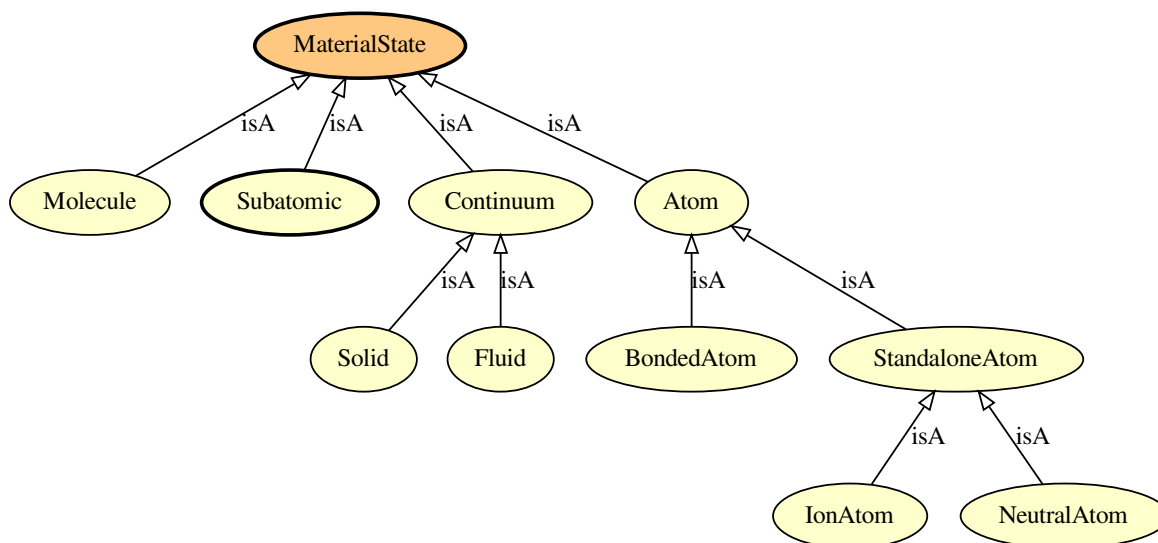 MaterialState
isA
isA
isA
isA
Molecule
Subatomic
Continuum
Atom
isA
isA
isA
isA
Solid
Fluid
BondedAtom
StandaloneAtom
isA
isA
IonAtom
NeutralAtom